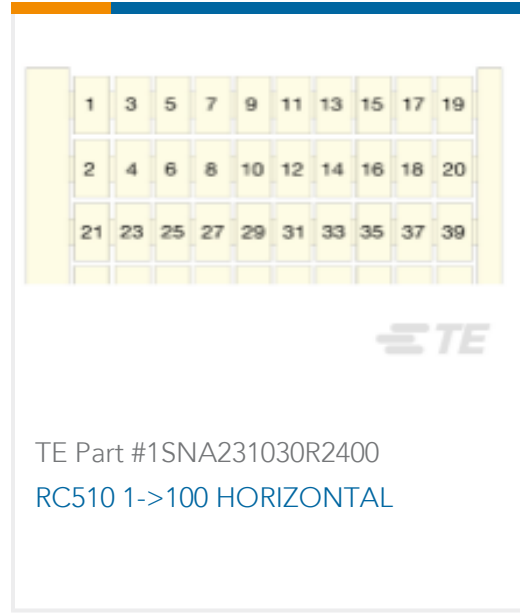 1 3 5 7 9 11 13 15 17 19
2 4 6 8 10 12 14 16 18 20
21 23 25 27 29 31 33 35 37 39
TE
TE Part #1SNA231030R2400
RC510 1->100 HORIZONTAL